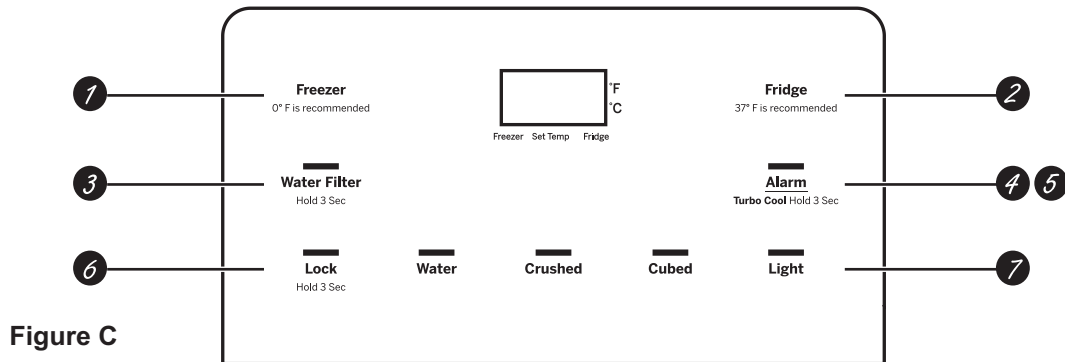 1
Freezer
0° F is recommended
°F
°C
Freezer Set Temp Fridge
Fridge
37° F is recommended
2
3
Water Filter
Hold 3 Sec
Alarm
Turbo Cool Hold 3 Sec
4 5
6
Lock
Hold 3 Sec
Water
Crushed
Cubed
Light
7
Figure C